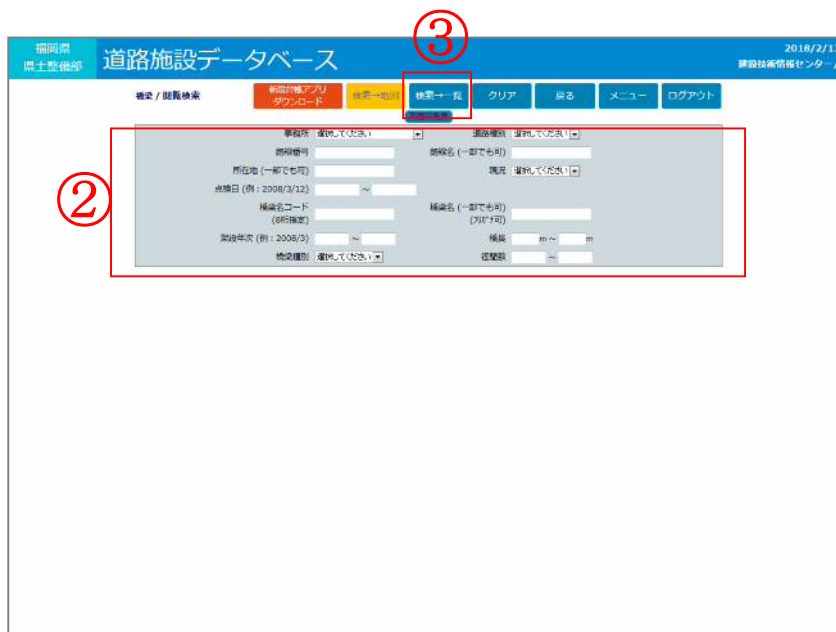 ③
福岡県
県土整備部
道路施設データベース
2018/2/1
建設技術情報センター
橋梁 / 閲覧検索
新設台帳アプリ
ダウンロード
検索→地図
検索→一覧
クリア
戻る
メニュー
ログアウト
②
事務所 選択してください 道路種別 選択してください
路線番号 路線名 (一部でも可)
所在地 (一部でも可) 現況 選択してください
点検日 (例 : 2008/3/12) ～
橋梁名コード 橋梁名 (一部でも可)
(8桁指定) (フリガナ可)
架設年次 (例 : 2008/3) ～ 橋長 m ～ m
橋梁種別 選択してください 径間数 ～